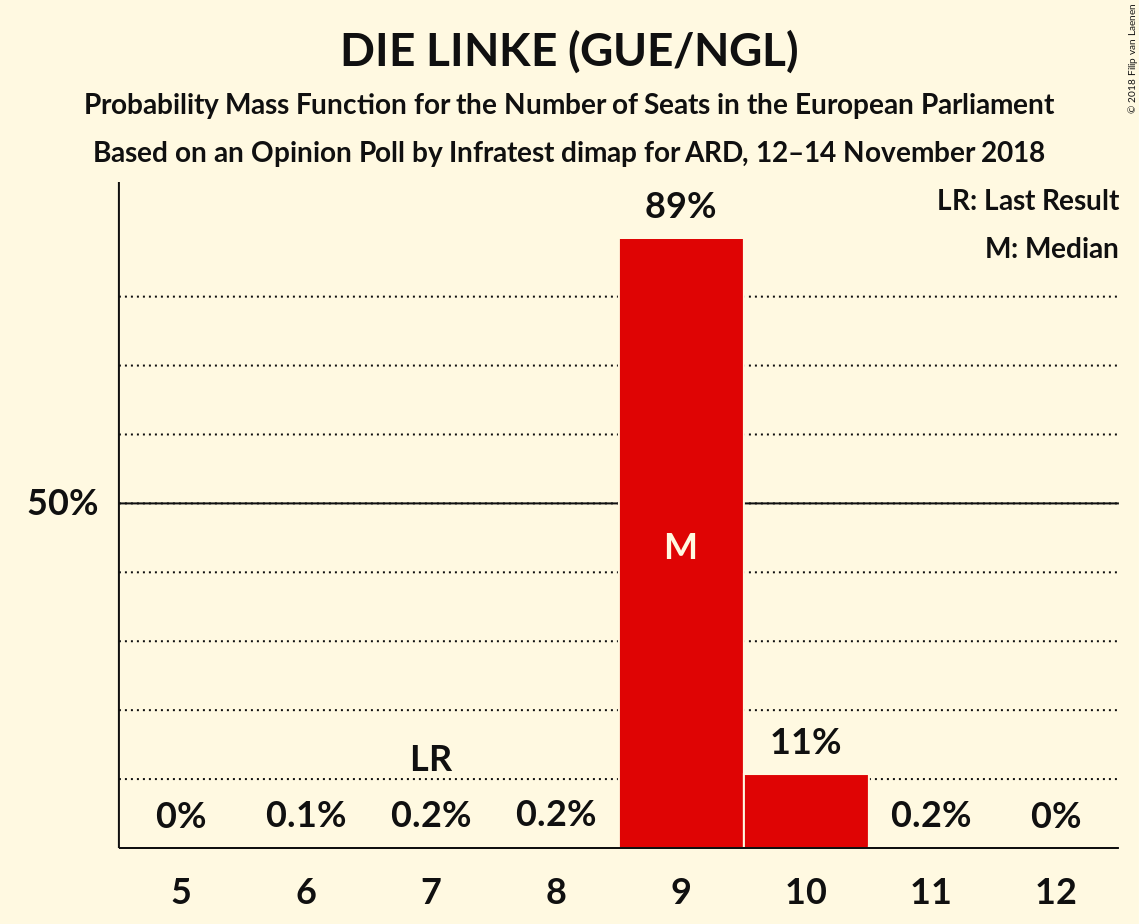 DIE LINKE (GUE/NGL)
Probability Mass Function for the Number of Seats in the European Parliament
Based on an Opinion Poll by Infratest dimap for ARD, 12–14 November 2018
© 2018 Filip van Laenen
LR: Last Result
M: Median
89%
50%
M
11%
LR
0%
0.1%
0.2%
0.2%
0.2%
0%
5
6
7
8
9
10
11
12